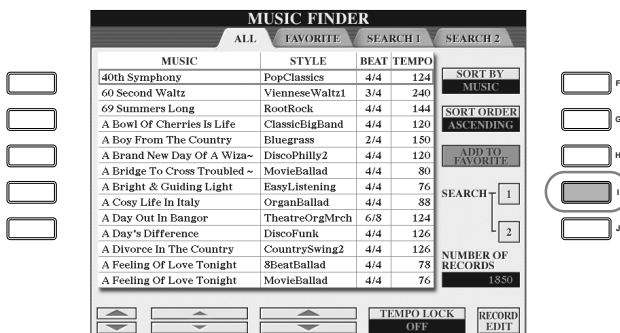 MUSIC FINDER
ALL FAVORITE SEARCH 1 SEARCH 2
MUSIC STYLE BEAT TEMPO
40th Symphony PopClassics 4/4 124
60 Second Waltz VienneseWaltz1 3/4 240
69 Summers Long RootRock 4/4 144
A Bowl Of Cherries Is Life ClassicBigBand 4/4 120
A Boy From The Country Bluegrass 2/4 150
A Brand New Day Of A Wiza~ DiscoPhilly2 4/4 120
A Bridge To Cross Troubled ~ MovieBallad 4/4 80
A Bright & Guiding Light EasyListening 4/4 76
A Cosy Life In Italy OrganBallad 4/4 88
A Day Out In Bangor TheatreOrgMrch 6/8 124
A Day's Difference DiscoFunk 4/4 126
A Divorce In The Country CountrySwing2 4/4 126
A Feeling Of Love Tonight 8BeatBallad 4/4 78
A Feeling Of Love Tonight MovieBallad 4/4 76
SORT BY
MUSIC
SORT ORDER
ASCENDING
ADD TO
FAVORITE
SEARCH 1
2
NUMBER OF
RECORDS
1850
TEMPO LOCK
OFF
RECORD
EDIT
F
G
H
I
J